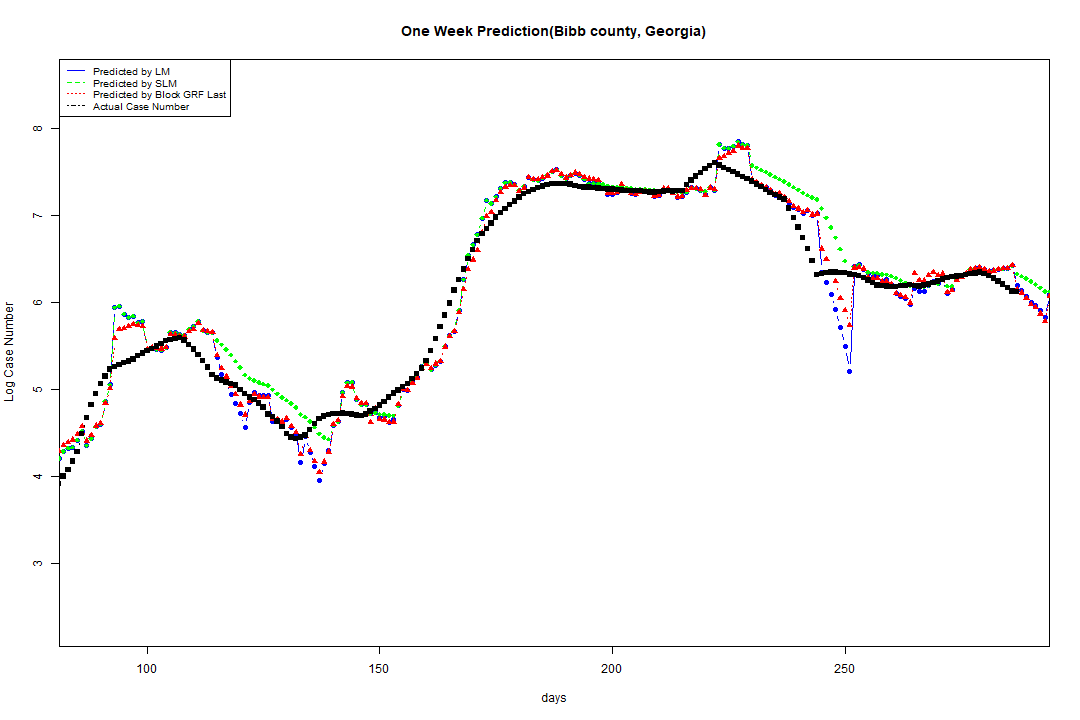 One Week Prediction(Bibb county, Georgia)
Predicted by LM
Predicted by SLM
Predicted by Block GRF Last
Actual Case Number
8
7
6
5
4
3
Log Case Number
100 150 200 250
days